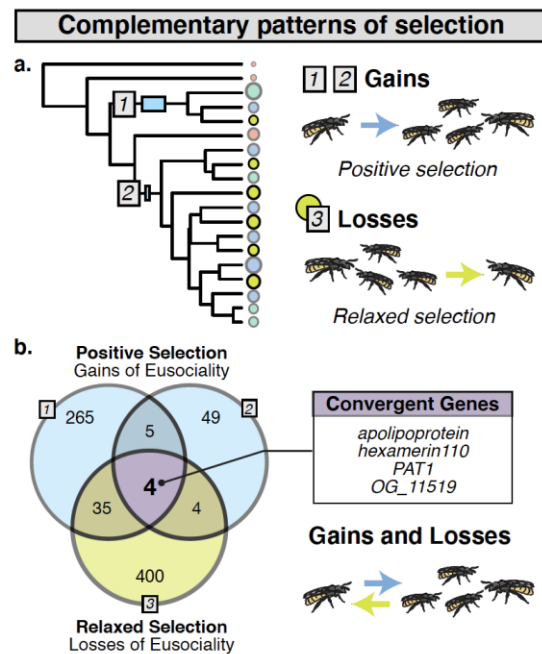 Complementary patterns of selection
a.
1
2
1 2 Gains
Positive selection
3 Losses
Relaxed selection
b.
Positive Selection
Gains of Eusociality
1
265
5
49
2
4
35
4
400
3
Relaxed Selection
Losses of Eusociality
Convergent Genes
apolipoprotein
hexamerin110
PAT1
OG_11519
Gains and Losses